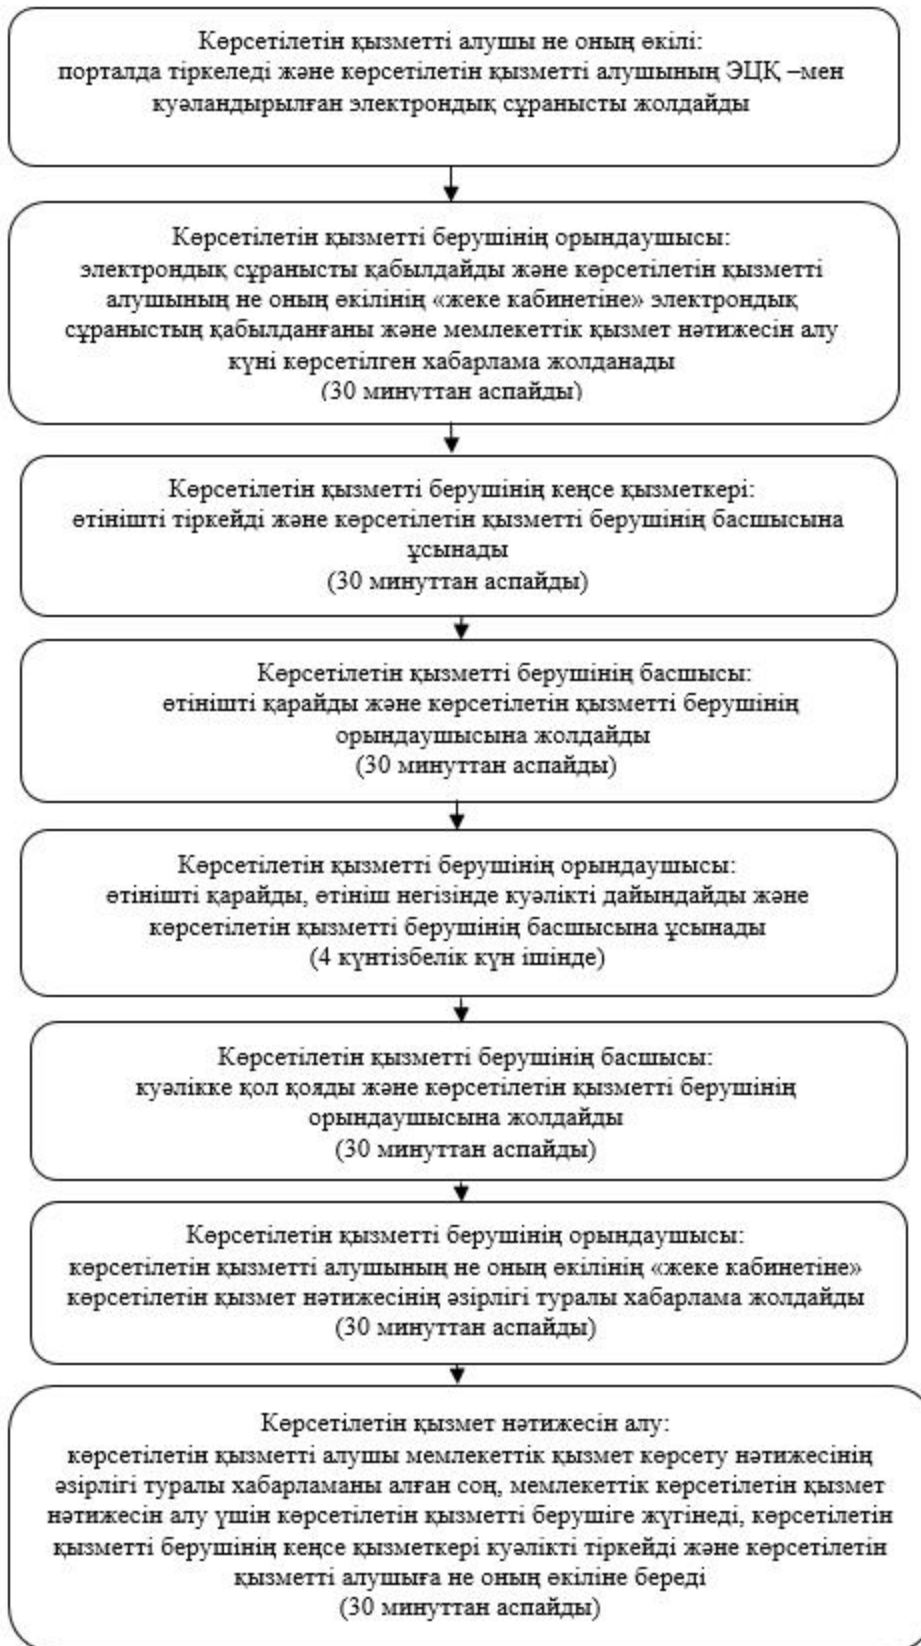 Көрсетілетін қызметті алушы не оның өкілі:
порталда тіркеледі және көрсетілетін қызметті алушының ЭЦҚ –мен
куәландырылған электрондық сұранысты жолдайды
Көрсетілетін қызметті берушінің орындаушысы:
электрондық сұранысты қабылдайды және көрсетілетін қызметті
алушының не оның өкілінің «жеке кабинетіне» электрондық
сұраныстың қабылданғаны және мемлекеттік қызмет нәтижесін алу
күні көрсетілген хабарлама жолданады
(30 минуттан аспайды)
Көрсетілетін қызметті берушінің кеңсе қызметкері:
өтінішті тіркейді және көрсетілетін қызметті берушінің басшысына
ұсынады
(30 минуттан аспайды)
Көрсетілетін қызметті берушінің басшысы:
өтінішті қарайды және көрсетілетін қызметті берушінің
орындаушысына жолдайды
(30 минуттан аспайды)
Көрсетілетін қызметті берушінің орындаушысы:
өтінішті қарайды, өтініш негізінде куәлікті дайындайды және
көрсетілетін қызметті берушінің басшысына ұсынады
(4 күнтізбелік күн ішінде)
Көрсетілетін қызметті берушінің басшысы:
куәлікке қол қояды және көрсетілетін қызметті берушінің
орындаушысына жолдайды
(30 минуттан аспайды)
Көрсетілетін қызметті берушінің орындаушысы:
көрсетілетін қызметті алушының не оның өкілінің «жеке кабинетіне»
көрсетілетін қызмет нәтижесінің әзірлігі туралы хабарлама жолдайды
(30 минуттан аспайды)
Көрсетілетін қызмет нәтижесін алу:
көрсетілетін қызметті алушы мемлекеттік қызмет көрсету нәтижесінің
әзірлігі туралы хабарламаны алған соң, мемлекеттік көрсетілетін қызмет
нәтижесін алу үшін көрсетілетін қызметті берушіге жүгінеді, көрсетілетін
қызметті берушінің кеңсе қызметкері куәлікті тіркейді және көрсетілетін
қызметті алушыға не оның өкіліне береді
(30 минуттан аспайды)